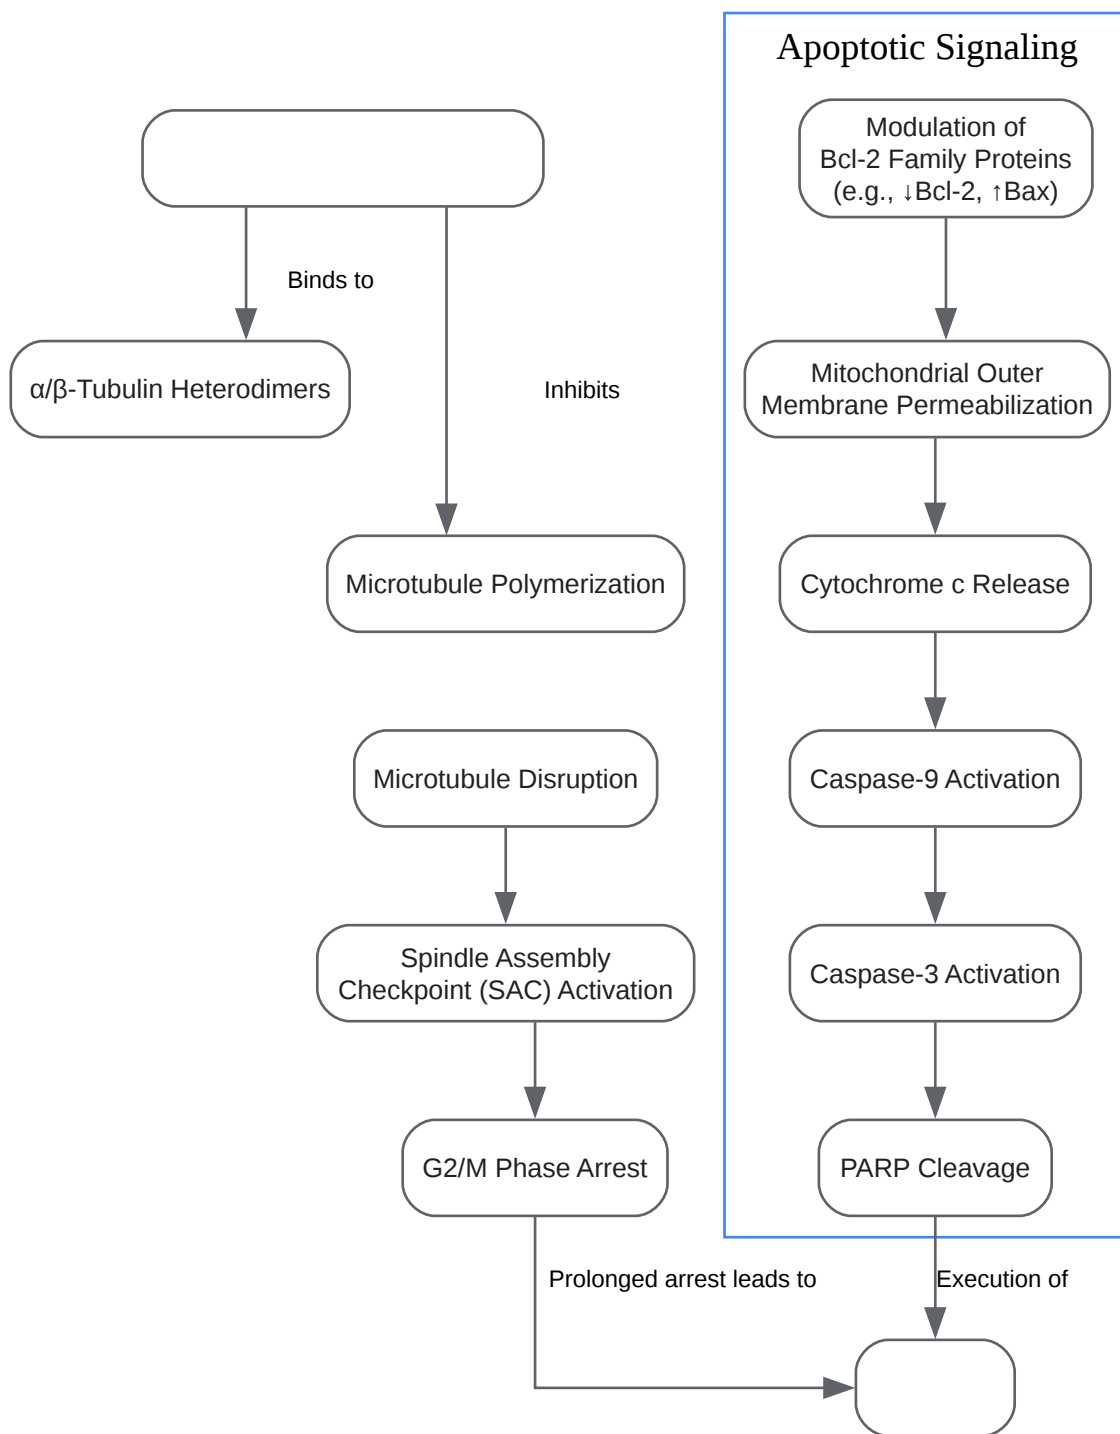 Apoptotic Signaling
Modulation of
Bcl-2 Family Proteins
(e.g., ↓Bcl-2, ↑Bax)
Binds to
α/β-Tubulin Heterodimers
Inhibits
Mitochondrial Outer
Membrane Permeabilization
Microtubule Polymerization
Cytochrome c Release
Microtubule Disruption
Caspase-9 Activation
Spindle Assembly
Checkpoint (SAC) Activation
Caspase-3 Activation
G2/M Phase Arrest
PARP Cleavage
Prolonged arrest leads to
Execution of